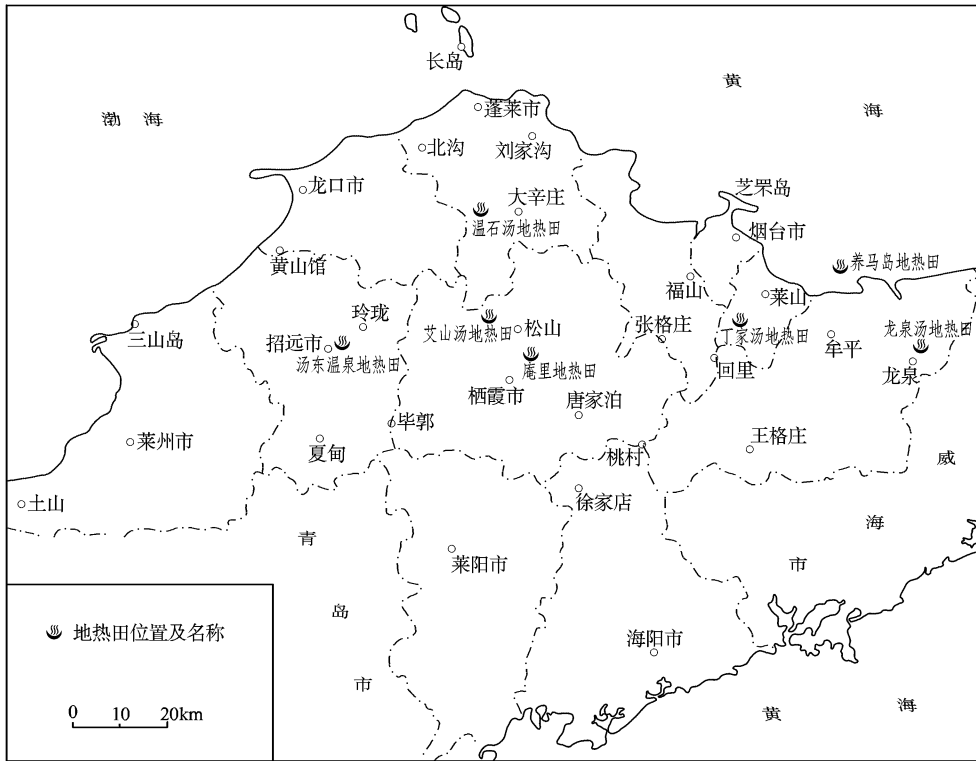 长岛
黄
海
渤海
蓬莱市
北沟
刘家沟
龙口市
大辛庄
温石汤地热田
芝罘岛
烟台市
养马岛地热田
黄山馆
福山
莱山
三山岛
玲珑
招远市
汤东温泉地热田
艾山汤地热田
松山
张格庄
丁家汤地热田
牟平
龙泉汤地热田
庵里地热田
回里
龙泉
栖霞市
唐家泊
莱州市
夏甸
毕郭
桃村
王格庄
威
海
市
土山
徐家店
青
岛
市
莱阳市
海阳市
黄
海
地热田位置及名称
0 10 20km